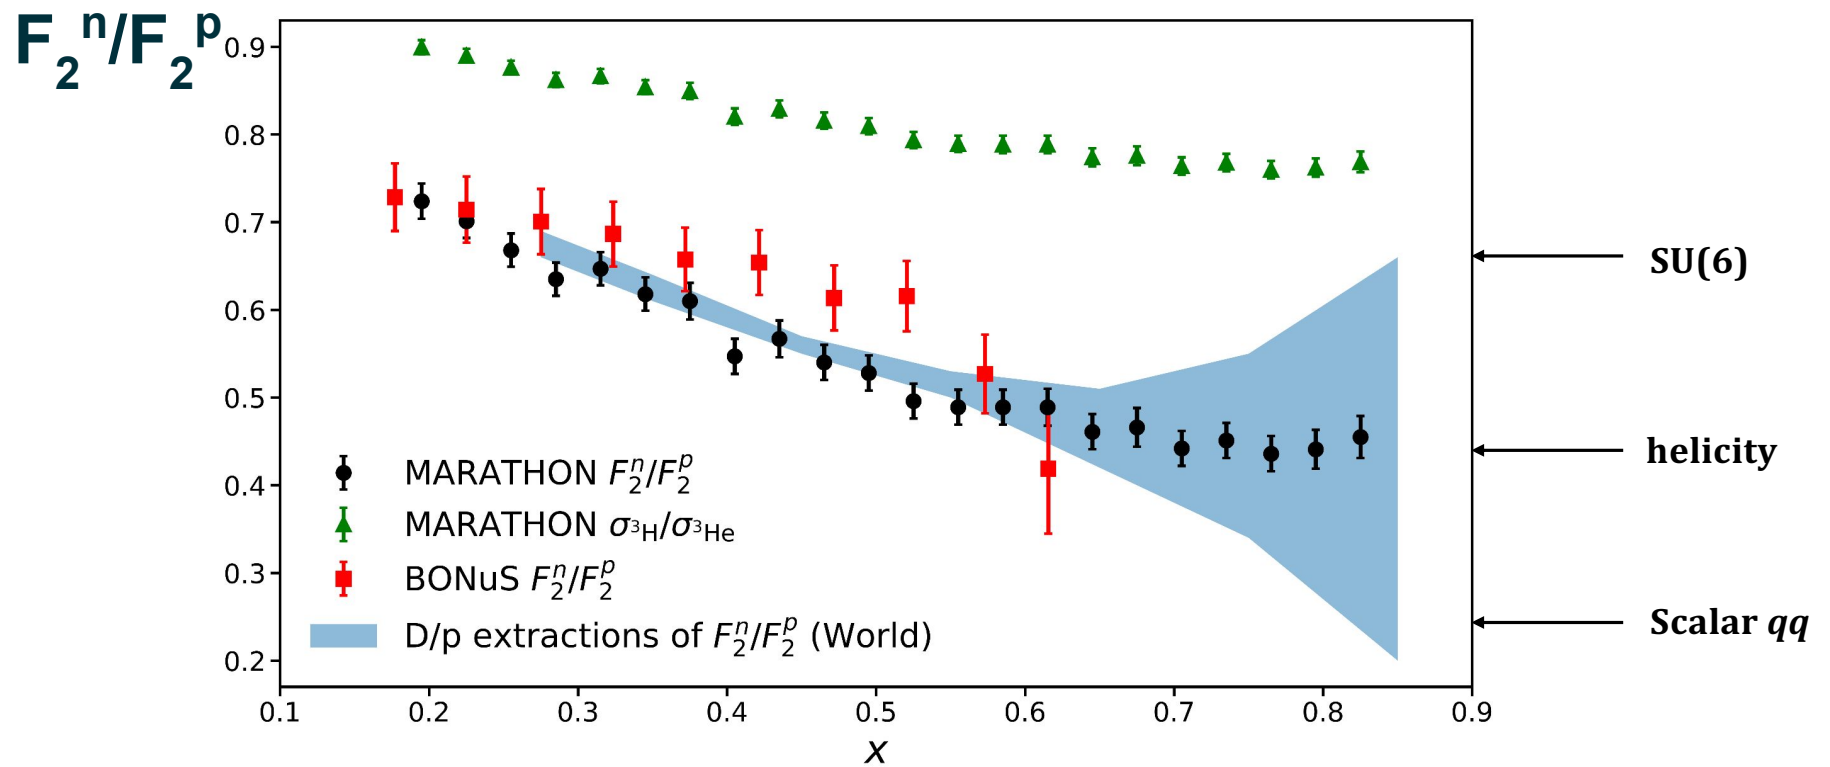 F₂ⁿ/F₂ᵖ
0.9
0.8
0.7
0.6
0.5
0.4
0.3
0.2
SU(6)
helicity
Scalar qq
MARATHON F₂ⁿ/F₂ᵖ
MARATHON σ³H/σ³He
BONuS F₂ⁿ/F₂ᵖ
D/p extractions of F₂ⁿ/F₂ᵖ (World)
0.1 0.2 0.3 0.4 0.5 0.6 0.7 0.8 0.9
x